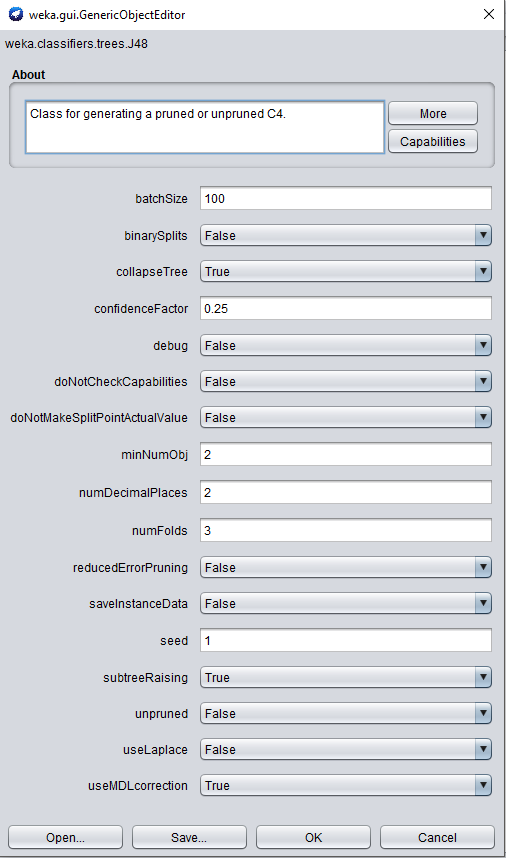 weka.gui.GenericObjectEditor
weka.classifiers.trees.J48
About
Class for generating a pruned or unpruned C4.
More
Capabilities
batchSize 100
binarySplits False
collapseTree True
confidenceFactor 0.25
debug False
doNotCheckCapabilities False
doNotMakeSplitPointActualValue False
minNumObj 2
numDecimalPlaces 2
numFolds 3
reducedErrorPruning False
saveInstanceData False
seed 1
subtreeRaising True
unpruned False
useLaplace False
useMDLcorrection True
Open... Save... OK Cancel